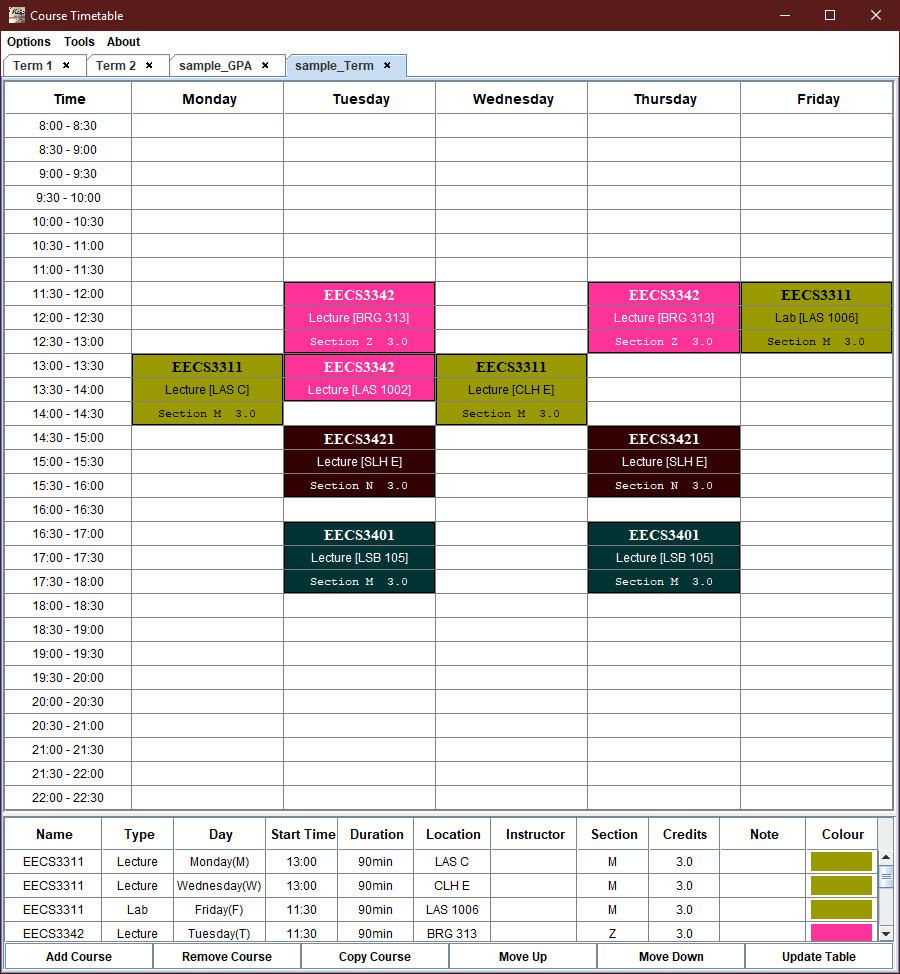 Course Timetable
Options Tools About
Term 1 × Term 2 × sample_GPA × sample_Term ×
Time Monday Tuesday Wednesday Thursday Friday
8:00 - 8:30
8:30 - 9:00
9:00 - 9:30
9:30 - 10:00
10:00 - 10:30
10:30 - 11:00
11:00 - 11:30
11:30 - 12:00 EECS3342 EECS3342 EECS3311
12:00 - 12:30 Lecture [BRG 313] Lecture [BRG 313] Lab [LAS 1006]
12:30 - 13:00 Section Z 3.0 Section Z 3.0 Section M 3.0
13:00 - 13:30 EECS3311 EECS3342 EECS3311
13:30 - 14:00 Lecture [LAS C] Lecture [LAS 1002] Lecture [CLH E]
14:00 - 14:30 Section M 3.0 Section M 3.0
14:30 - 15:00 EECS3421 EECS3421
15:00 - 15:30 Lecture [SLH E] Lecture [SLH E]
15:30 - 16:00 Section N 3.0 Section N 3.0
16:00 - 16:30
16:30 - 17:00 EECS3401 EECS3401
17:00 - 17:30 Lecture [LSB 105] Lecture [LSB 105]
17:30 - 18:00 Section M 3.0 Section M 3.0
18:00 - 18:30
18:30 - 19:00
19:00 - 19:30
19:30 - 20:00
20:00 - 20:30
20:30 - 21:00
21:00 - 21:30
21:30 - 22:00
22:00 - 22:30
Name Type Day Start Time Duration Location Instructor Section Credits Note Colour
EECS3311 Lecture Monday(M) 13:00 90min LAS C M 3.0
EECS3311 Lecture Wednesday(W) 13:00 90min CLH E M 3.0
EECS3311 Lab Friday(F) 11:30 90min LAS 1006 M 3.0
EECS3342 Lecture Tuesday(T) 11:30 90min BRG 313 Z 3.0
Add Course Remove Course Copy Course Move Up Move Down Update Table